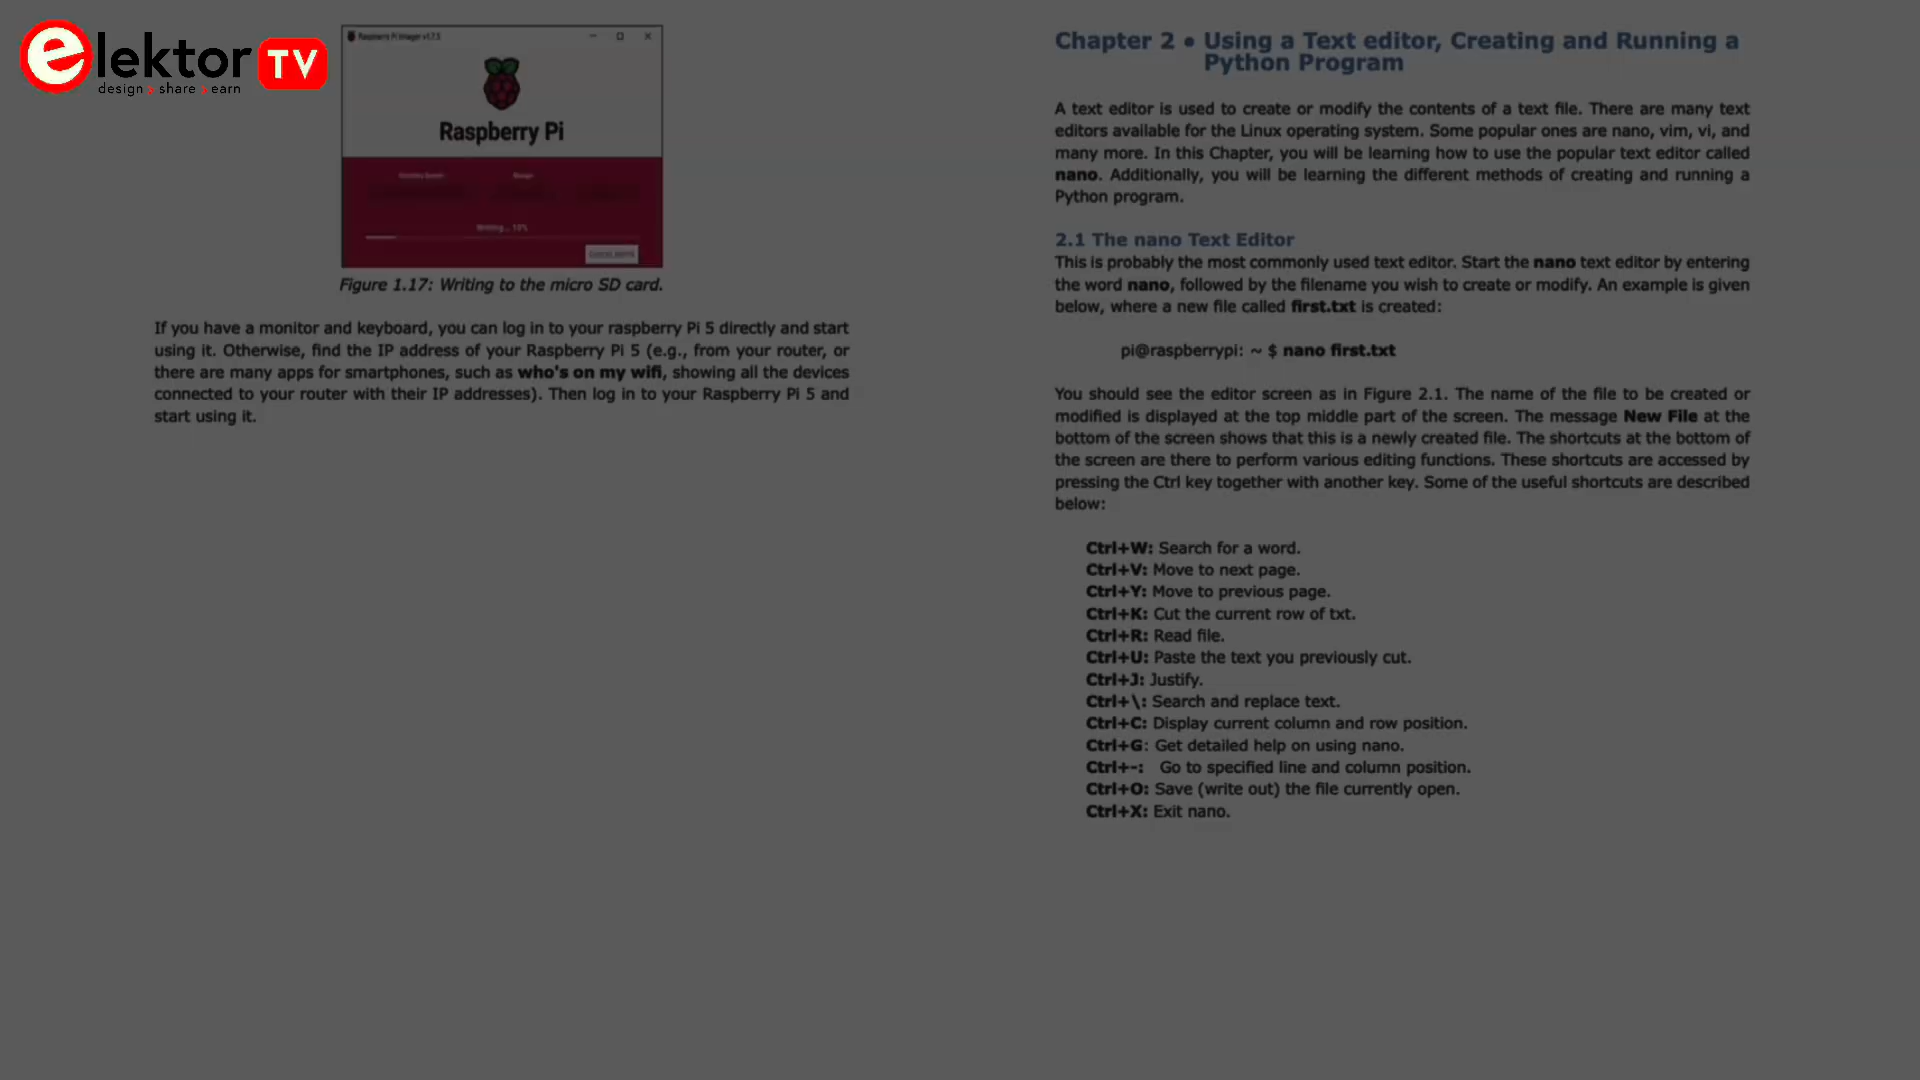 elektor TV
design › share › earn
Raspberry Pi Imager v1.7.5
Raspberry Pi
Writing... 10%
CANCEL WRITE
Figure 1.17: Writing to the micro SD card.
If you have a monitor and keyboard, you can log in to your raspberry Pi 5 directly and start
using it. Otherwise, find the IP address of your Raspberry Pi 5 (e.g., from your router, or
there are many apps for smartphones, such as who's on my wifi, showing all the devices
connected to your router with their IP addresses). Then log in to your Raspberry Pi 5 and
start using it.
Chapter 2 • Using a Text editor, Creating and Running a
Python Program
A text editor is used to create or modify the contents of a text file. There are many text
editors available for the Linux operating system. Some popular ones are nano, vim, vi, and
many more. In this Chapter, you will be learning how to use the popular text editor called
nano. Additionally, you will be learning the different methods of creating and running a
Python program.
2.1 The nano Text Editor
This is probably the most commonly used text editor. Start the nano text editor by entering
the word nano, followed by the filename you wish to create or modify. An example is given
below, where a new file called first.txt is created:
pi@raspberrypi: ~ $ nano first.txt
You should see the editor screen as in Figure 2.1. The name of the file to be created or
modified is displayed at the top middle part of the screen. The message New File at the
bottom of the screen shows that this is a newly created file. The shortcuts at the bottom of
the screen are there to perform various editing functions. These shortcuts are accessed by
pressing the Ctrl key together with another key. Some of the useful shortcuts are described
below:
Ctrl+W: Search for a word.
Ctrl+V: Move to next page.
Ctrl+Y: Move to previous page.
Ctrl+K: Cut the current row of txt.
Ctrl+R: Read file.
Ctrl+U: Paste the text you previously cut.
Ctrl+J: Justify.
Ctrl+\: Search and replace text.
Ctrl+C: Display current column and row position.
Ctrl+G: Get detailed help on using nano.
Ctrl+-: Go to specified line and column position.
Ctrl+O: Save (write out) the file currently open.
Ctrl+X: Exit nano.